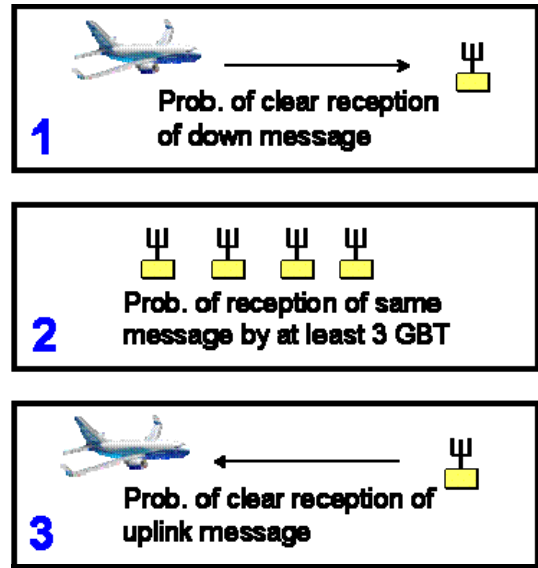 Prob. of clear reception
of down message
1
Prob. of reception of same
message by at least 3 GBT
2
Prob. of clear reception of
uplink message
3